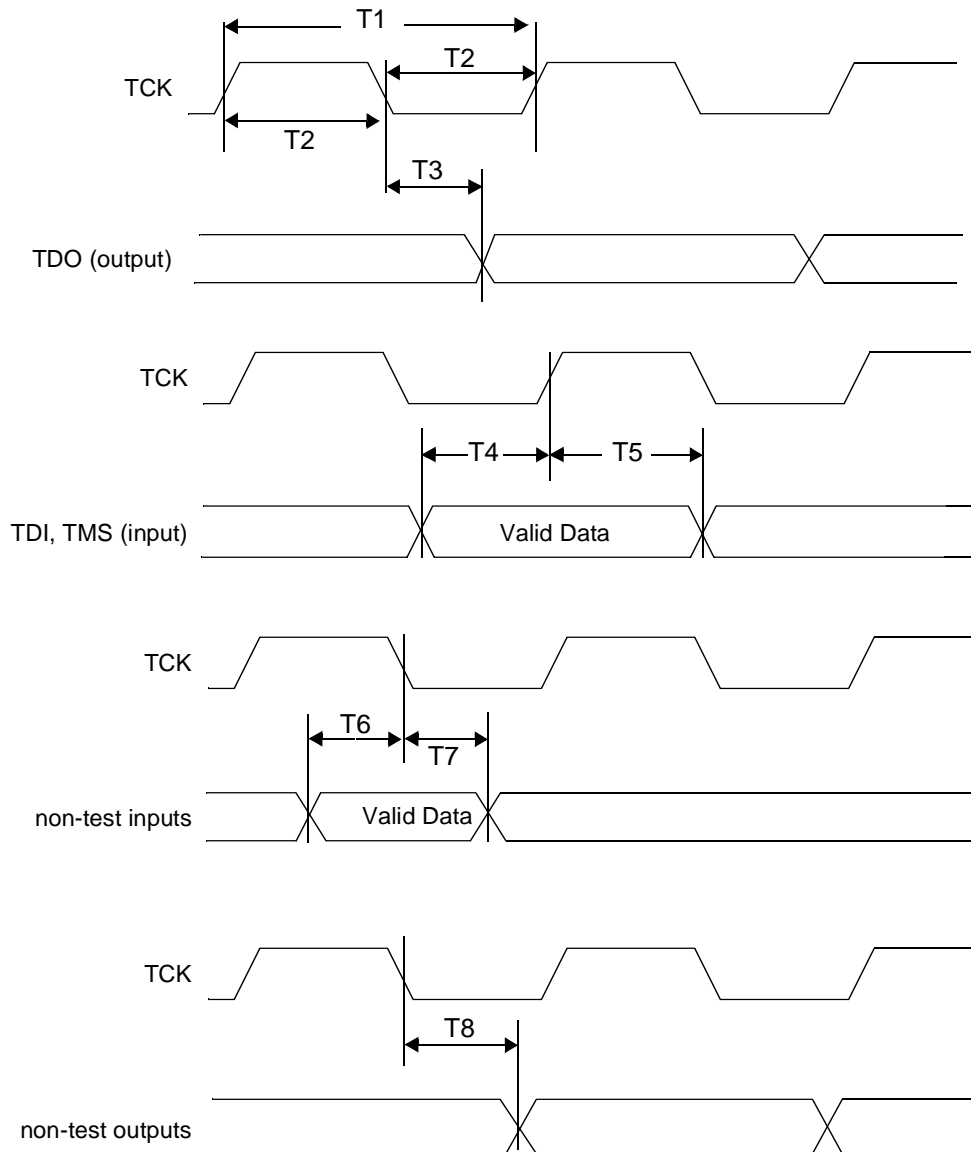 T1
T2
TCK
T2
T3
TDO (output)
TCK
T4 T5
TDI, TMS (input) Valid Data
TCK
T6
T7
non-test inputs Valid Data
TCK
T8
non-test outputs